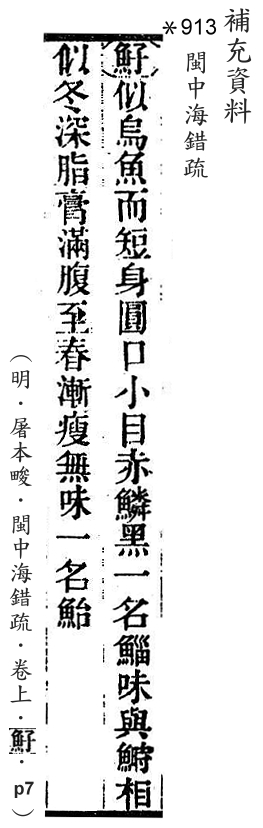 補充資料
*913
閩中海錯疏
䰵似烏魚而短身圓口小目赤鱗黑一名鯔味與鰣相
似冬深脂膏滿腹至春漸瘦無味一名鮐
(明・屠本畯・閩中海錯疏・卷上・䰵・p7)